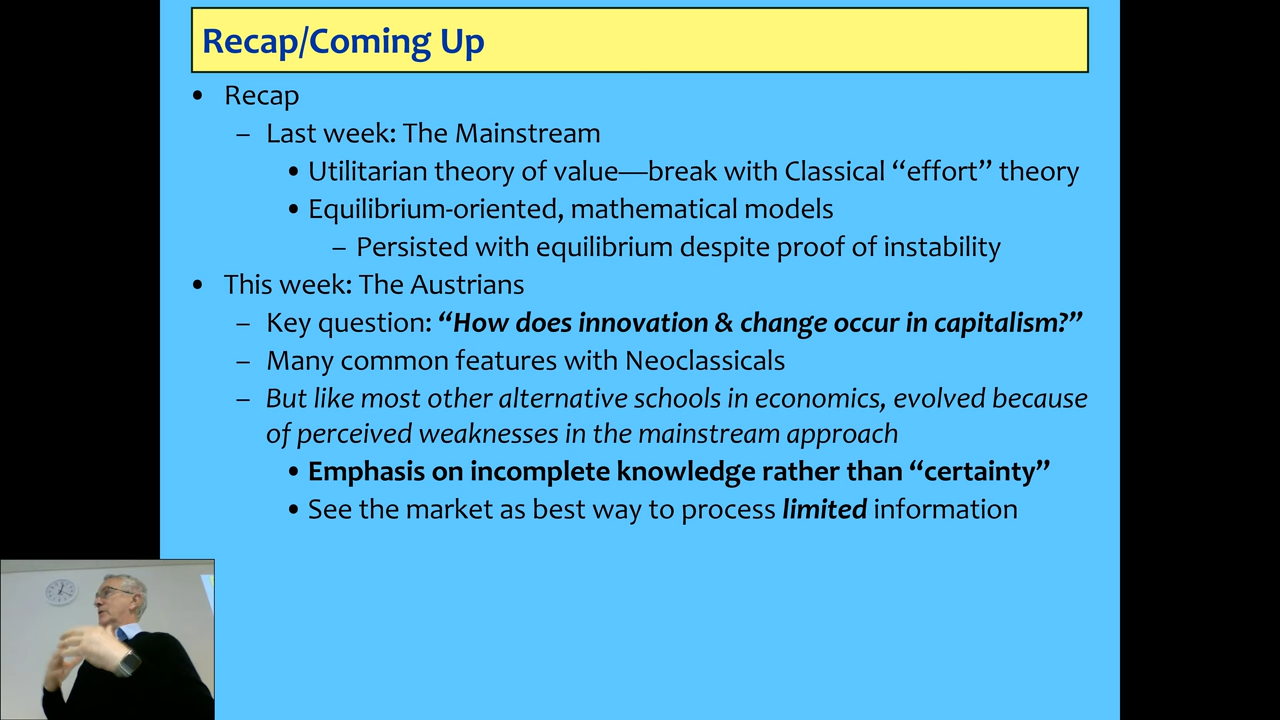 Recap/Coming Up
• Recap
– Last week: The Mainstream
• Utilitarian theory of value—break with Classical “effort” theory
• Equilibrium-oriented, mathematical models
– Persisted with equilibrium despite proof of instability
• This week: The Austrians
– Key question: “How does innovation & change occur in capitalism?”
– Many common features with Neoclassicals
– But like most other alternative schools in economics, evolved because
of perceived weaknesses in the mainstream approach
• Emphasis on incomplete knowledge rather than “certainty”
• See the market as best way to process limited information